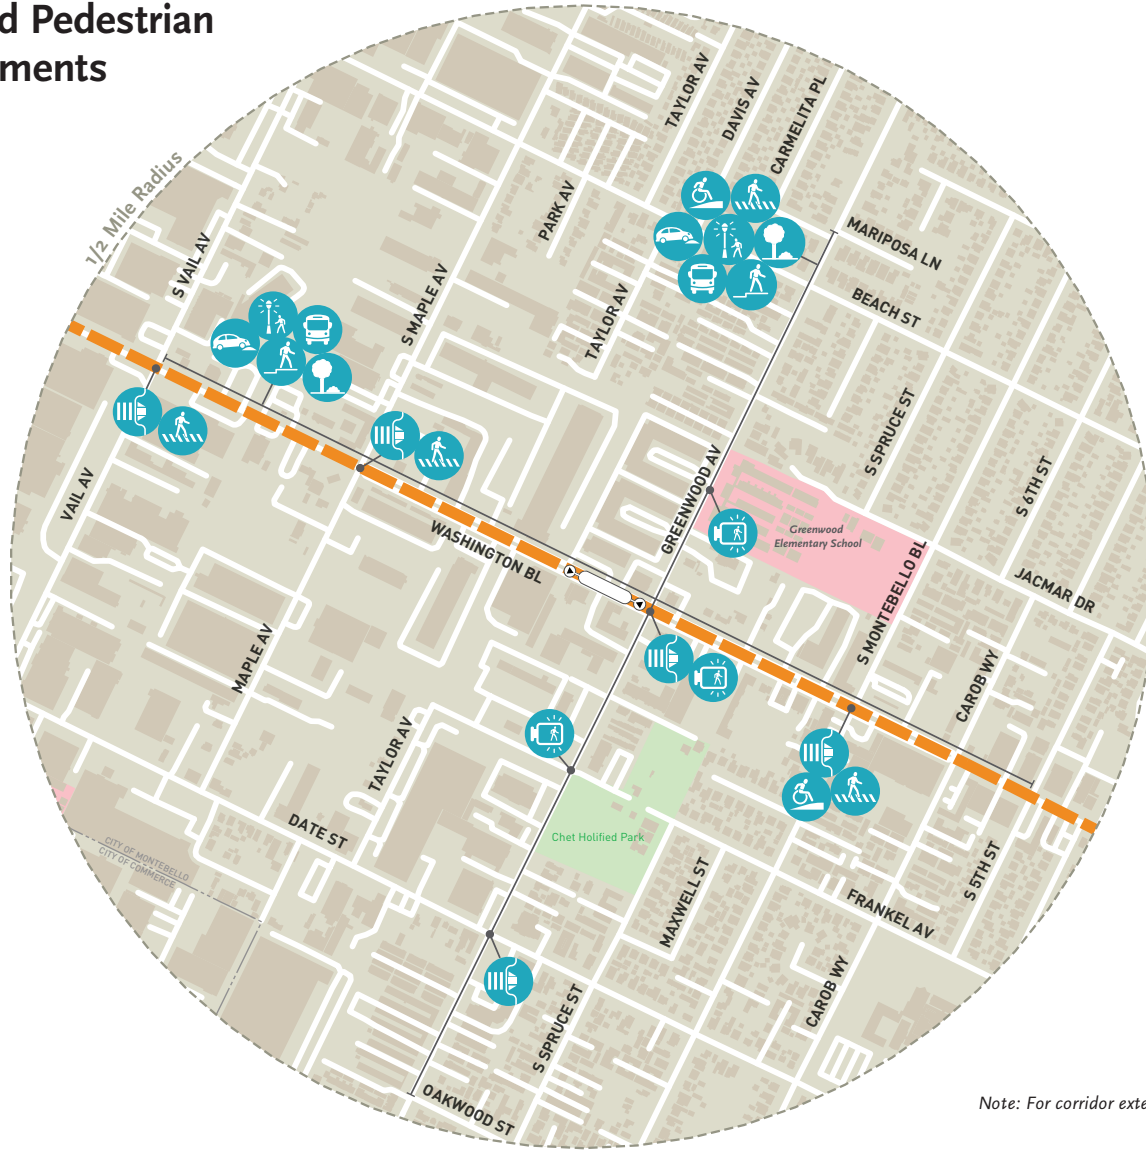 d Pedestrian
ments
1/2 Mile Radius
TAYLOR AV
DAVIS AV
CARMELITA PL
PARK AV
MARIPOSA LN
S VAIL AV
S MAPLE AV
TAYLOR AV
BEACH ST
S SPRUCE ST
VAIL AV
GREENWOOD AV
S 6TH ST
Greenwood
Elementary School
WASHINGTON BL
S MONTEBELLO BL
JACMAR DR
MAPLE AV
CAROB WY
TAYLOR AV
DATE ST
Chet Holified Park
CITY OF MONTEBELLO
CITY OF COMMERCE
MAXWELL ST
S 5TH ST
FRANKEL AV
CAROB WY
S SPRUCE ST
OAKWOOD ST
Note: For corridor exte